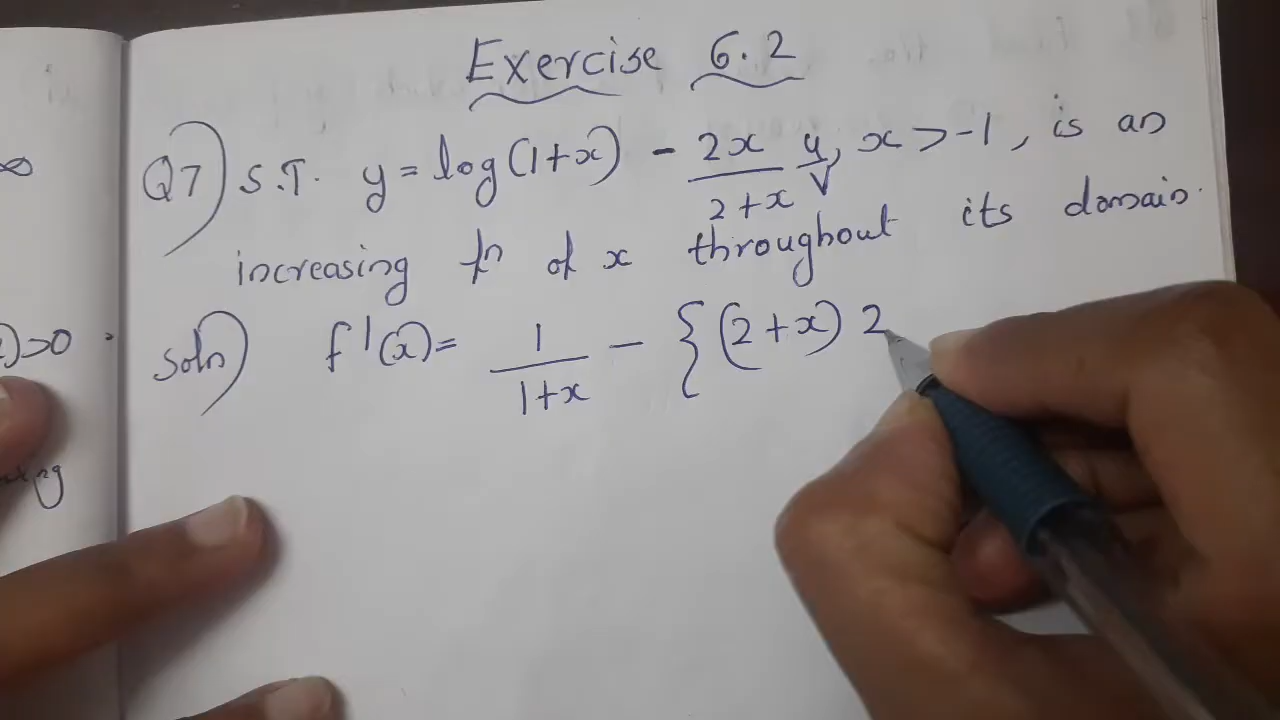 Exercise 6.2
∞
Q7) S.T. y = log(1+x) - 2x/2+x y, x > -1, is an
increasing fn of x throughout its domain.
)>0
Soln) f'(x) = 1/1+x - {(2+x) 2